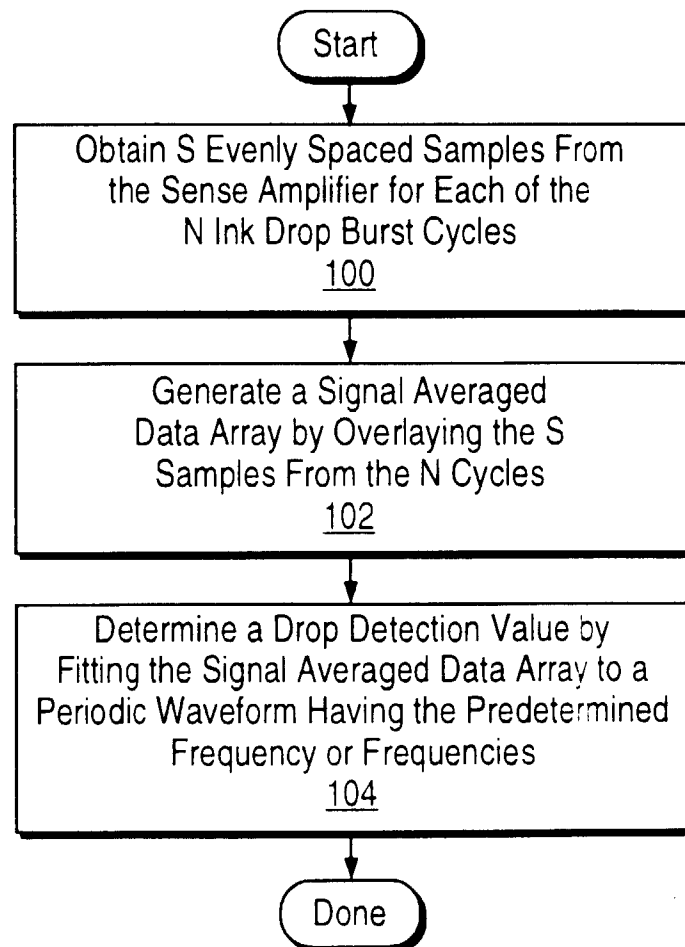 Start
Obtain S Evenly Spaced Samples From
the Sense Amplifier for Each of the
N Ink Drop Burst Cycles
100
Generate a Signal Averaged
Data Array by Overlaying the S
Samples From the N Cycles
102
Determine a Drop Detection Value by
Fitting the Signal Averaged Data Array to a
Periodic Waveform Having the Predetermined
Frequency or Frequencies
104
Done